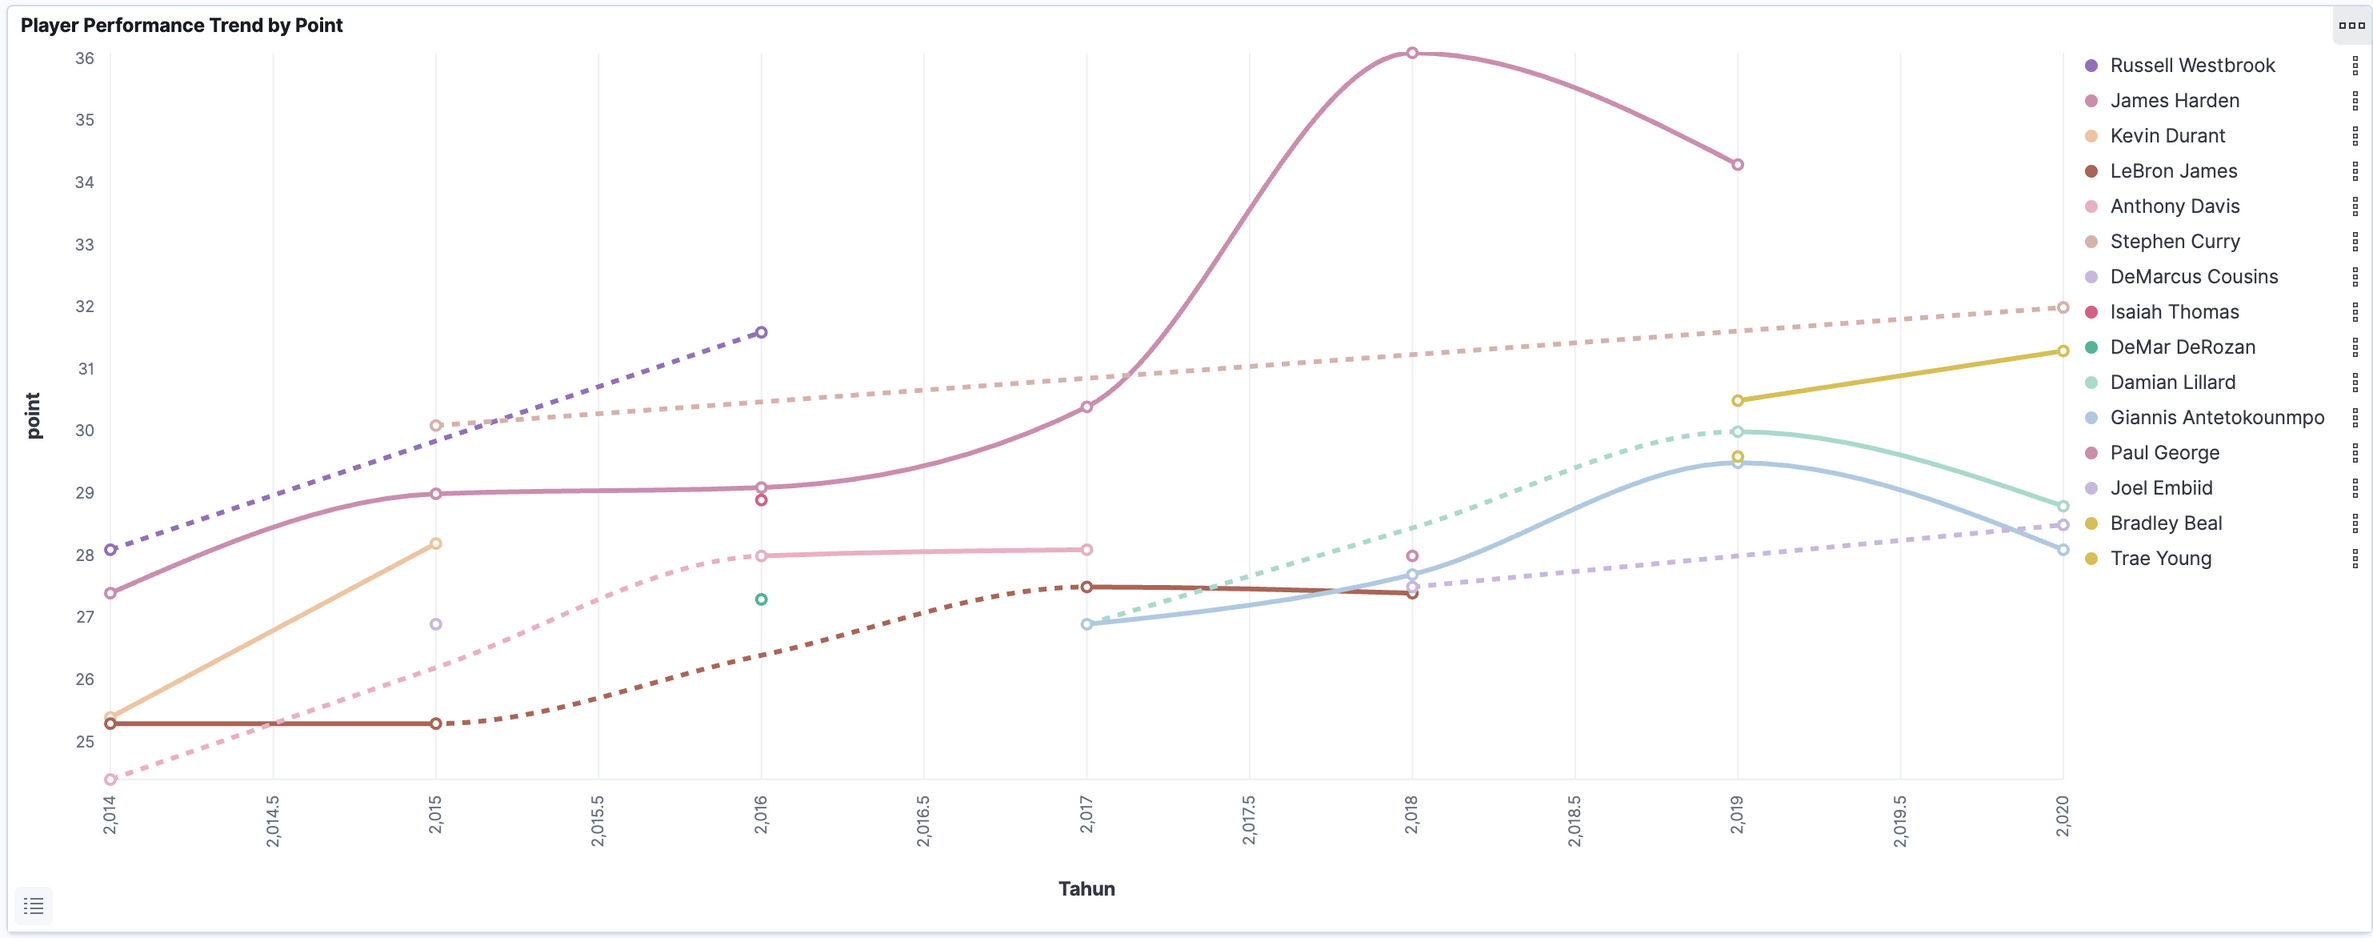 Player Performance Trend by Point
36
35
34
33
32
31
30
29
28
27
26
25
point
2,014
2,014.5
2,015
2,015.5
2,016
2,016.5
2,017
2,017.5
2,018
2,018.5
2,019
2,019.5
2,020
Tahun
Russell Westbrook
James Harden
Kevin Durant
LeBron James
Anthony Davis
Stephen Curry
DeMarcus Cousins
Isaiah Thomas
DeMar DeRozan
Damian Lillard
Giannis Antetokounmpo
Paul George
Joel Embiid
Bradley Beal
Trae Young